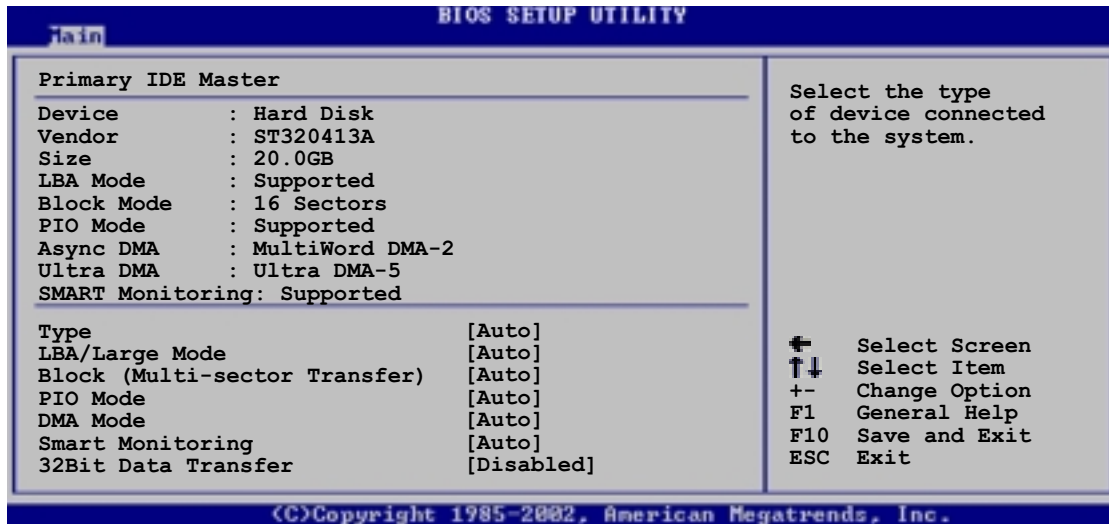 BIOS SETUP UTILITY
Main
Primary IDE Master
Device : Hard Disk
Vendor : ST320413A
Size : 20.0GB
LBA Mode : Supported
Block Mode : 16 Sectors
PIO Mode : Supported
Async DMA : MultiWord DMA-2
Ultra DMA : Ultra DMA-5
SMART Monitoring: Supported
Type [Auto]
LBA/Large Mode [Auto]
Block (Multi-sector Transfer) [Auto]
PIO Mode [Auto]
DMA Mode [Auto]
Smart Monitoring [Auto]
32Bit Data Transfer [Disabled]
Select the type
of device connected
to the system.
← Select Screen
↑↓ Select Item
+- Change Option
F1 General Help
F10 Save and Exit
ESC Exit
(C)Copyright 1985-2002, American Megatrends, Inc.